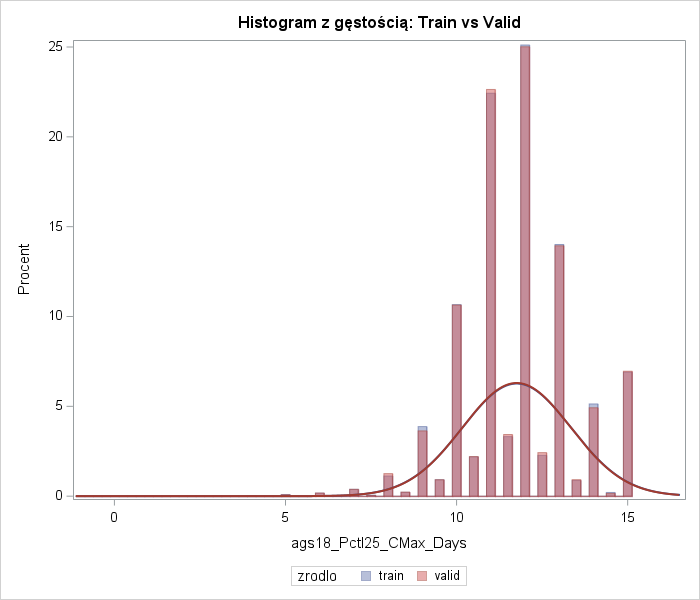 Histogram z gęstością: Train vs Valid
25
20
15
10
5
0
Procent
0 5 10 15
ags18_Pctl25_CMax_Days
zrodlo train valid